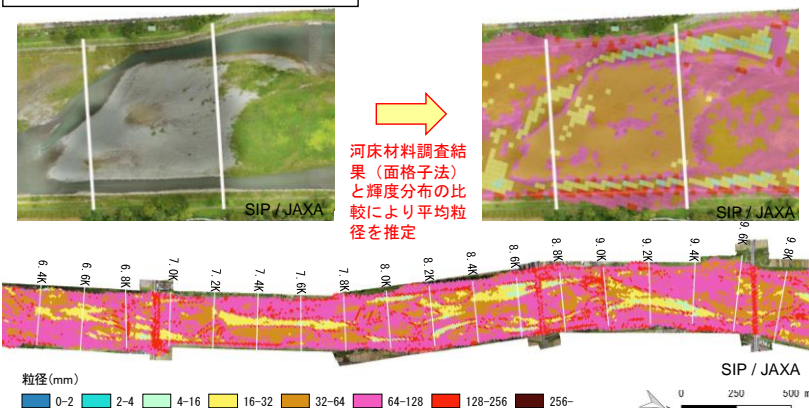 SIP / JAXA
河床材料調査結
果（面格子法）
と輝度分布の比
較により平均粒
径を推定
SIP / JAXA
6.4K
6.6K
6.8K
7.0K
7.2K
7.4K
7.6K
7.8K
8.0K
8.2K
8.4K
8.6K
8.8K
9.0K
9.2K
9.4K
9.6K
9.8K
SIP / JAXA
粒径(mm)
0-2 2-4 4-16 16-32 32-64 64-128 128-256 256-
0 250 500 m